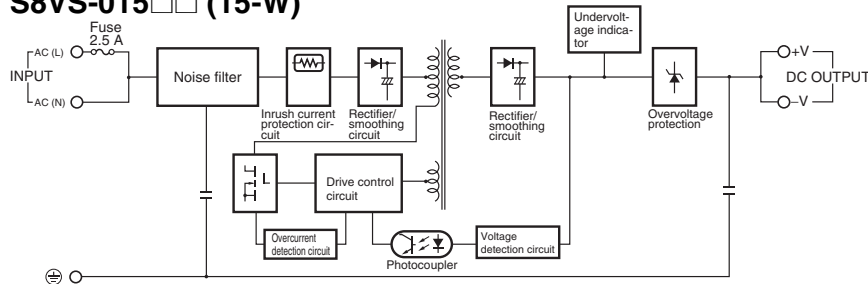 S8VS-015□□ (15-W)
Fuse
2.5 A
AC (L)
INPUT
AC (N)
Noise filter
Inrush current
protection cir-
cuit
Rectifier/
smoothing
circuit
Rectifier/
smoothing
circuit
Undervolt-
age indica-
tor
Overvoltage
protection
+V
DC OUTPUT
–V
Drive control
circuit
Overcurrent
detection circuit
Photocoupler
Voltage
detection circuit